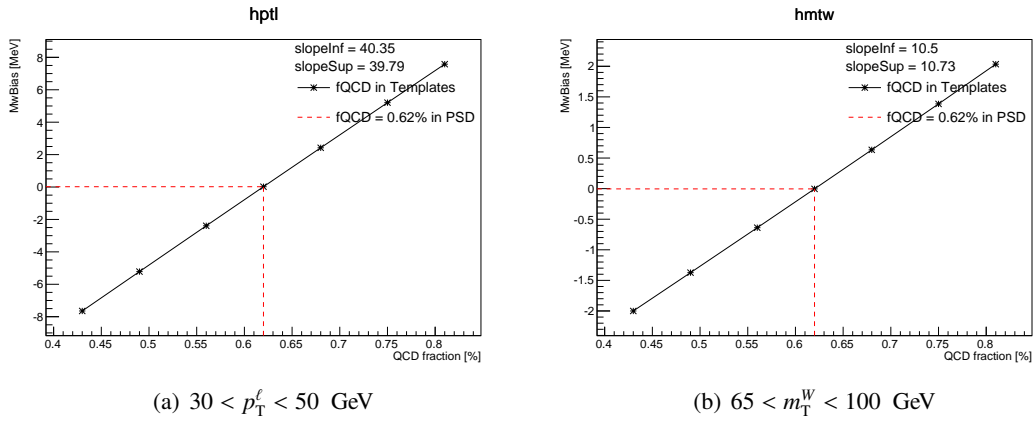 hptl
slopeInf = 40.35
slopeSup = 39.79
fQCD in Templates
fQCD = 0.62% in PSD
MwBias [MeV]
8
6
4
2
0
-2
-4
-6
-8
0.4 0.45 0.5 0.55 0.6 0.65 0.7 0.75 0.8
QCD fraction [%]
(a) 30 < p_T^ℓ < 50 GeV
hmtw
slopeInf = 10.5
slopeSup = 10.73
fQCD in Templates
fQCD = 0.62% in PSD
MwBias [MeV]
2
1.5
1
0.5
0
-0.5
-1
-1.5
-2
0.4 0.45 0.5 0.55 0.6 0.65 0.7 0.75 0.8
QCD fraction [%]
(b) 65 < m_T^W < 100 GeV